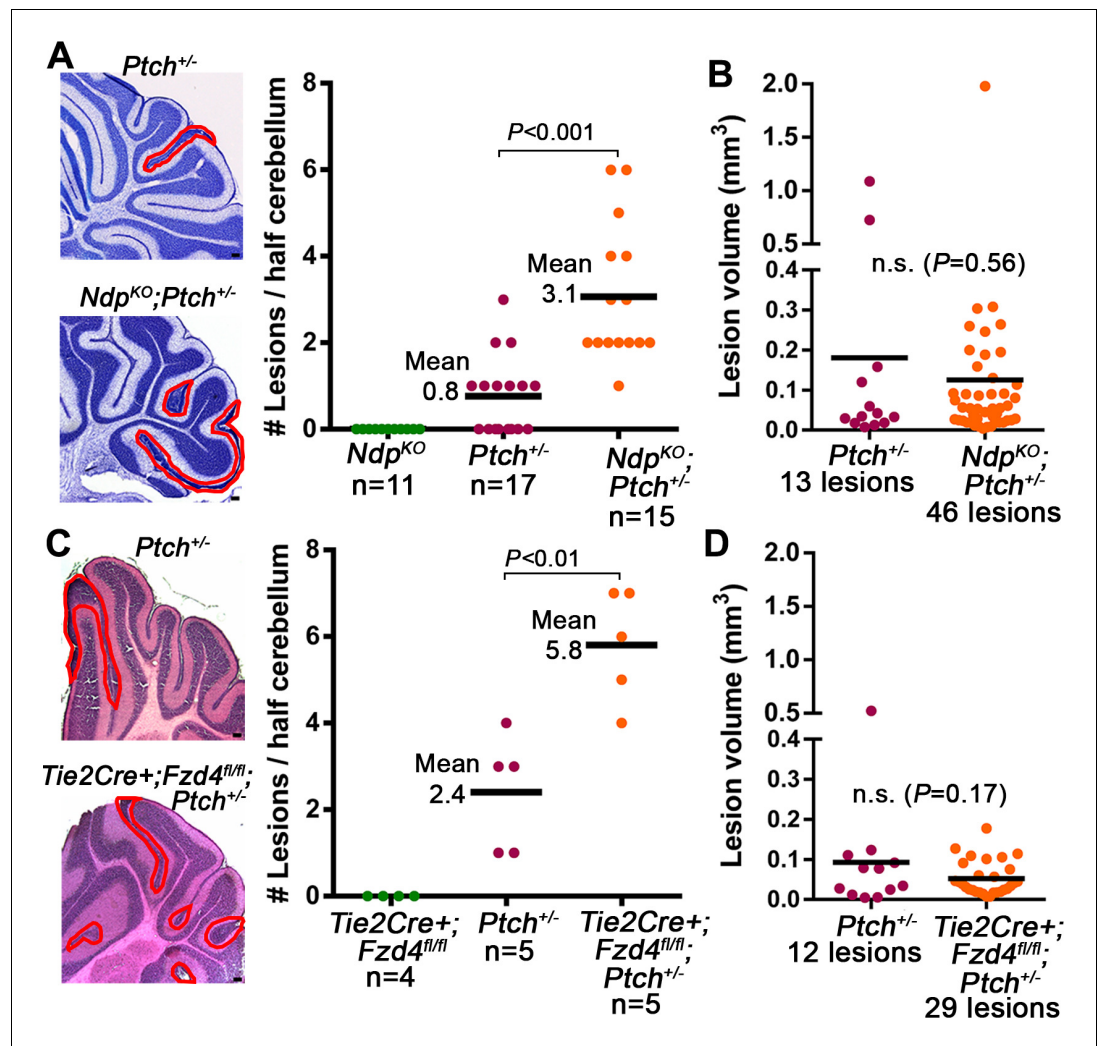 A
Ptch+/-
NdpKO;Ptch+/-
# Lesions / half cerebellum
8
6
4
2
0
P<0.001
Mean
3.1
Mean
0.8
NdpKO
n=11
Ptch+/-
n=17
NdpKO;
Ptch+/-
n=15
B
Lesion volume (mm3)
2.0
1.5
1.0
0.5
0.4
0.3
0.2
0.1
0.0
n.s. (P=0.56)
Ptch+/-
13 lesions
NdpKO;
Ptch+/-
46 lesions
C
Ptch+/-
Tie2Cre+;Fzd4fl/fl;
Ptch+/-
# Lesions / half cerebellum
8
6
4
2
0
P<0.01
Mean
5.8
Mean
2.4
Tie2Cre+;
Fzd4fl/fl
n=4
Ptch+/-
n=5
Tie2Cre+;
Fzd4fl/fl;
Ptch+/-
n=5
D
Lesion volume (mm3)
2.0
1.5
1.0
0.5
0.4
0.3
0.2
0.1
0.0
n.s. (P=0.17)
Ptch+/-
12 lesions
Tie2Cre+;
Fzd4fl/fl;
Ptch+/-
29 lesions